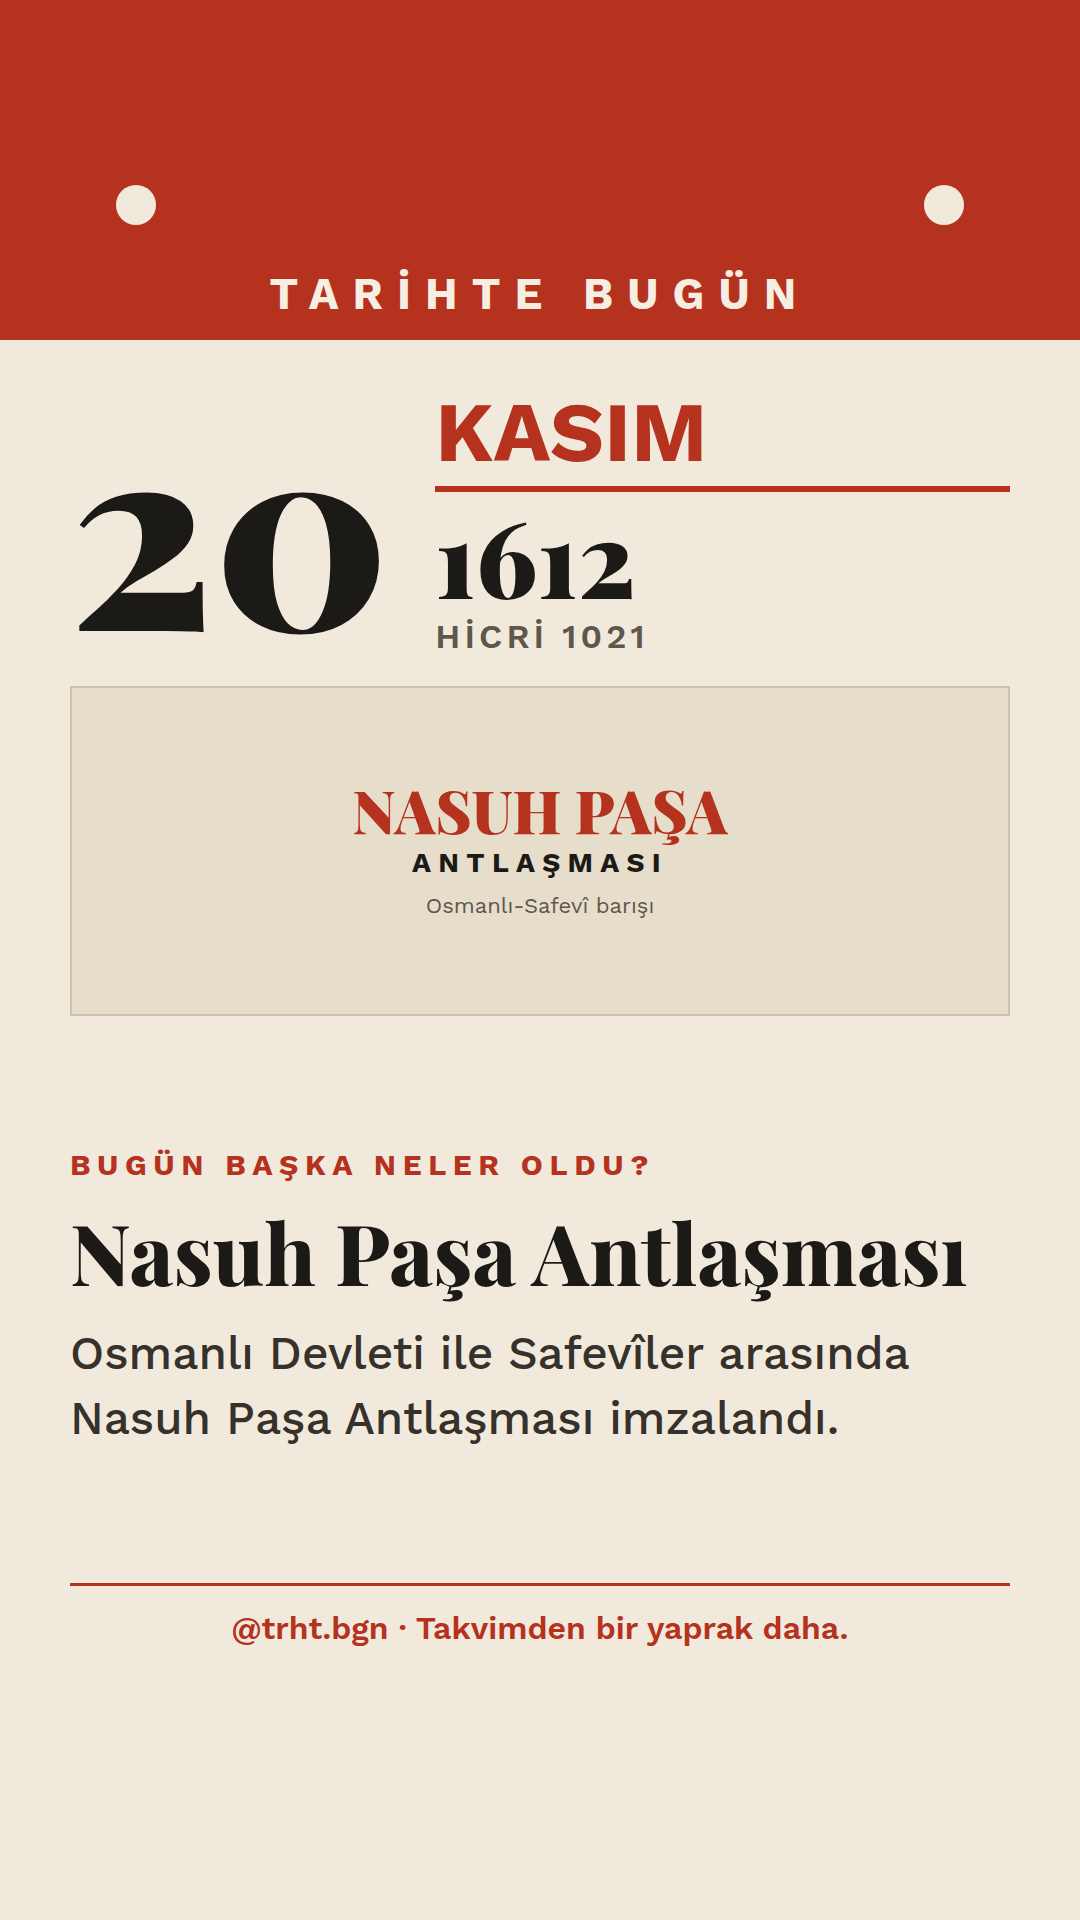 TARİHTE BUGÜN
20
KASIM
1612
HİCRİ 1021
NASUH PAŞA
ANTLAŞMASI
Osmanlı-Safevî barışı
BUGÜN BAŞKA NELER OLDU?
Nasuh Paşa Antlaşması
Osmanlı Devleti ile Safevîler arasında
Nasuh Paşa Antlaşması imzalandı.
@trht.bgn · Takvimden bir yaprak daha.